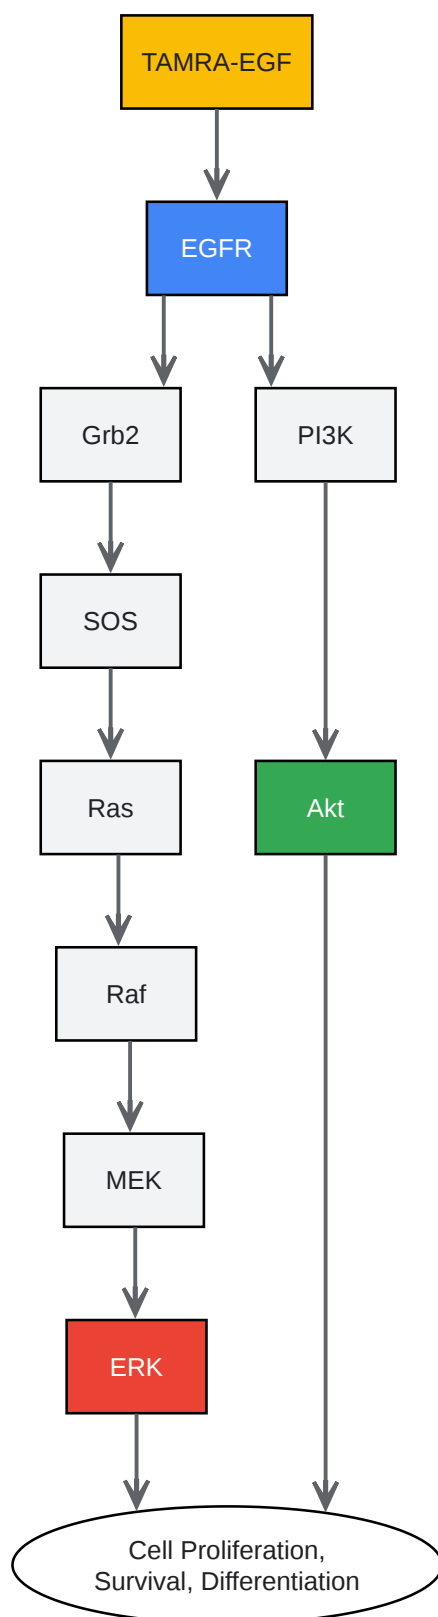 TAMRA-EGF
EGFR
Grb2
PI3K
SOS
Ras
Akt
Raf
MEK
ERK
Cell Proliferation,
Survival, Differentiation